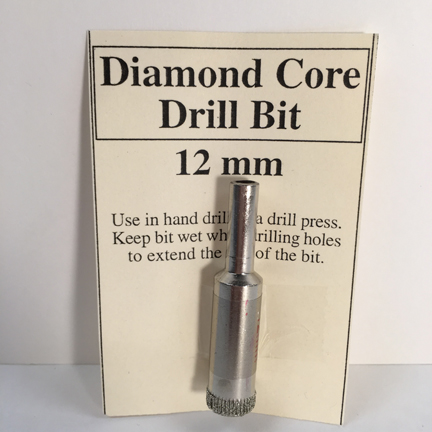 Diamond Core
Drill Bit
12 mm
Use in hand drill a drill press.
Keep bit wet drilling holes
to extend the of the bit.